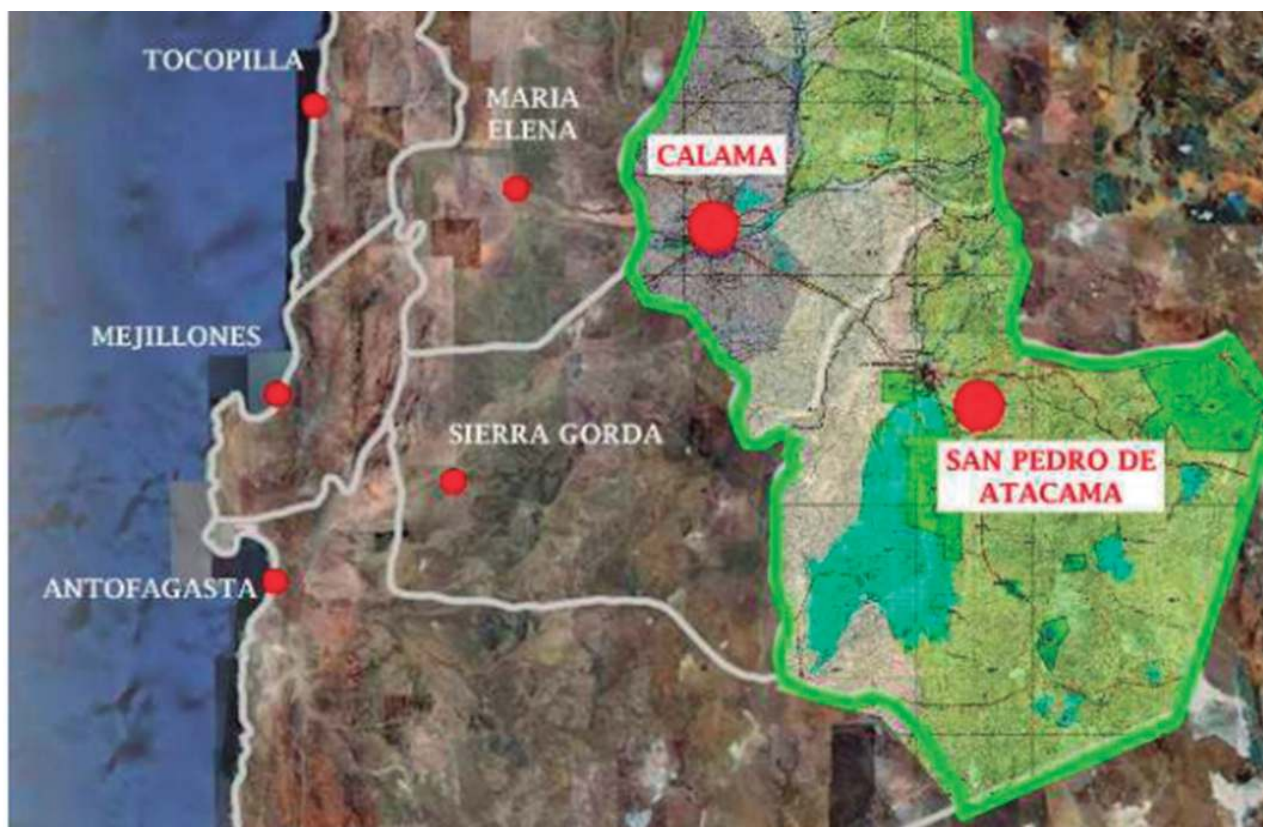 TOCOPILLA
MARIA
ELENA
CALAMA
MEJILLONES
SIERRA GORDA
SAN PEDRO DE
ATACAMA
ANTOFAGASTA